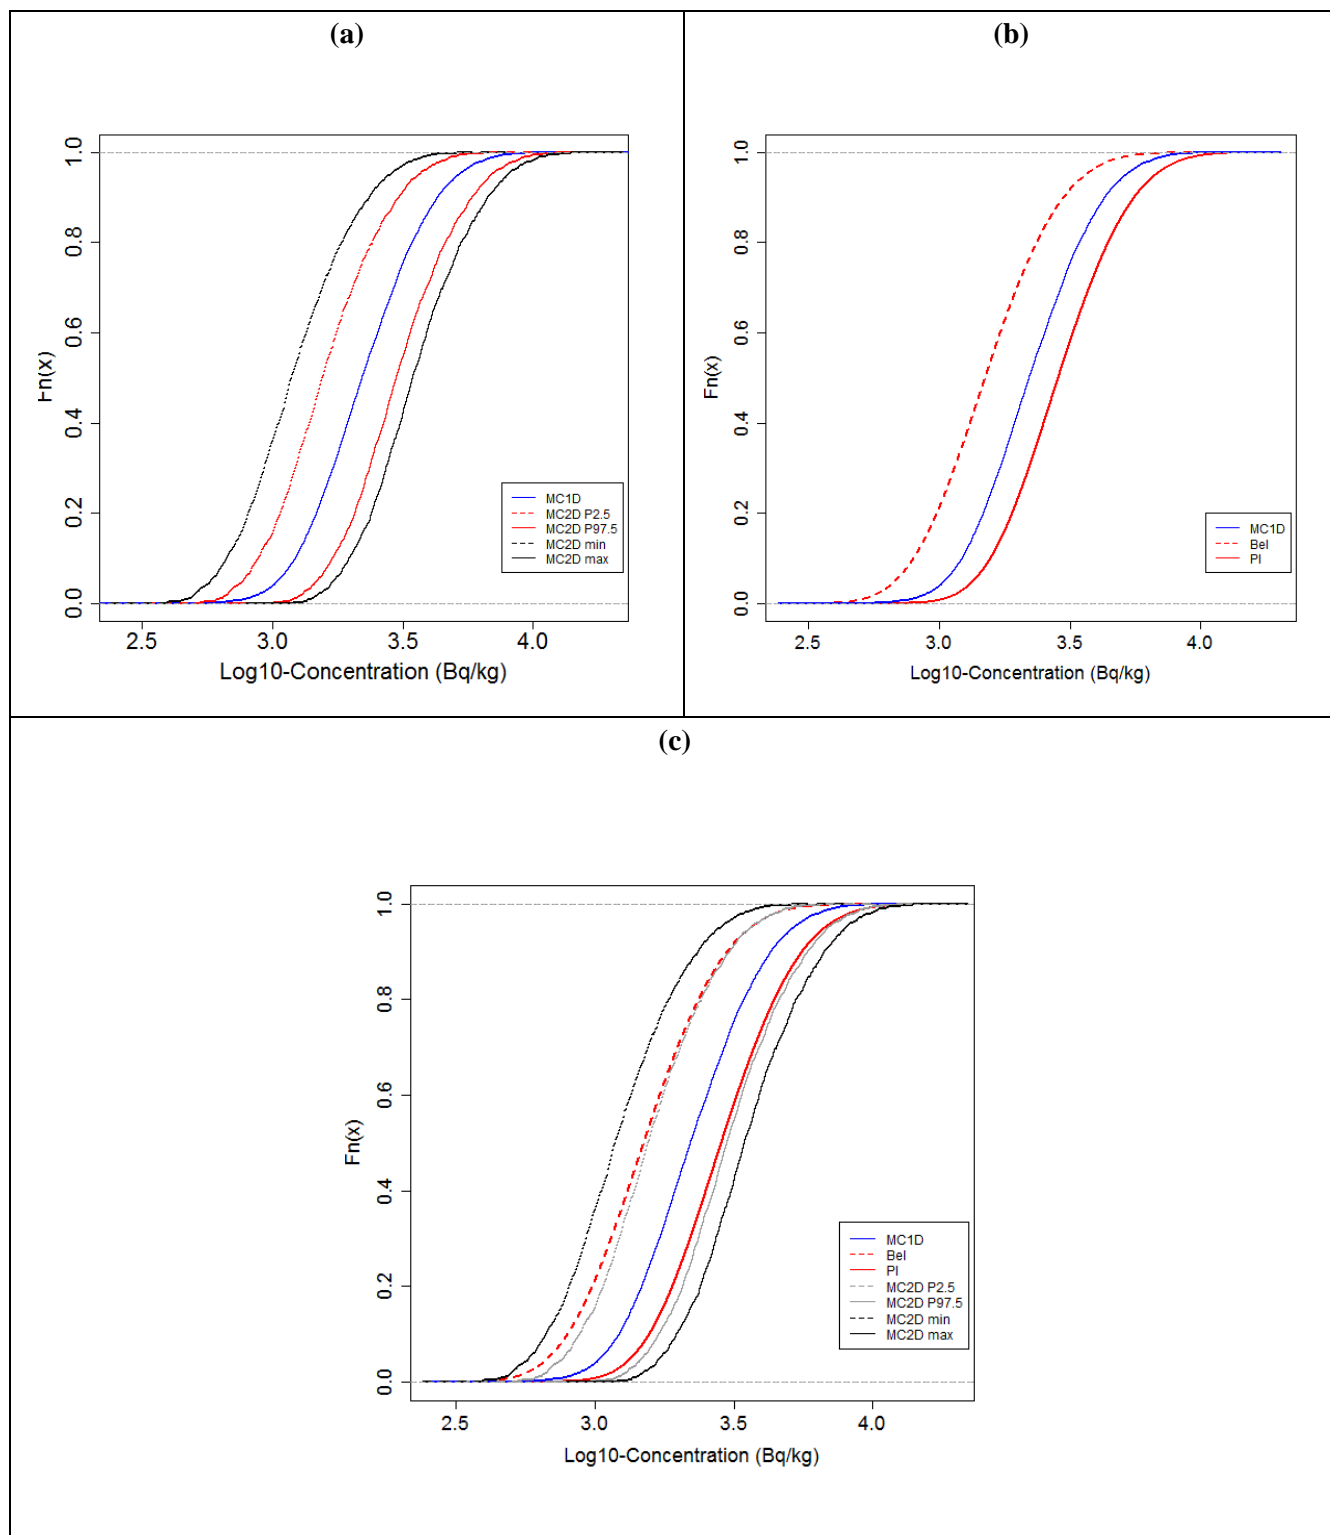 (a)
1.0
0.8
0.6
0.4
0.2
0.0
Fn(x)
2.5 3.0 3.5 4.0
Log10-Concentration (Bq/kg)
MC1D
MC2D P2.5
MC2D P97.5
MC2D min
MC2D max
(b)
1.0
0.8
0.6
0.4
0.2
0.0
Fn(x)
2.5 3.0 3.5 4.0
Log10-Concentration (Bq/kg)
MC1D
Bel
Pl
(c)
1.0
0.8
0.6
0.4
0.2
0.0
Fn(x)
2.5 3.0 3.5 4.0
Log10-Concentration (Bq/kg)
MC1D
Bel
Pl
MC2D P2.5
MC2D P97.5
MC2D min
MC2D max